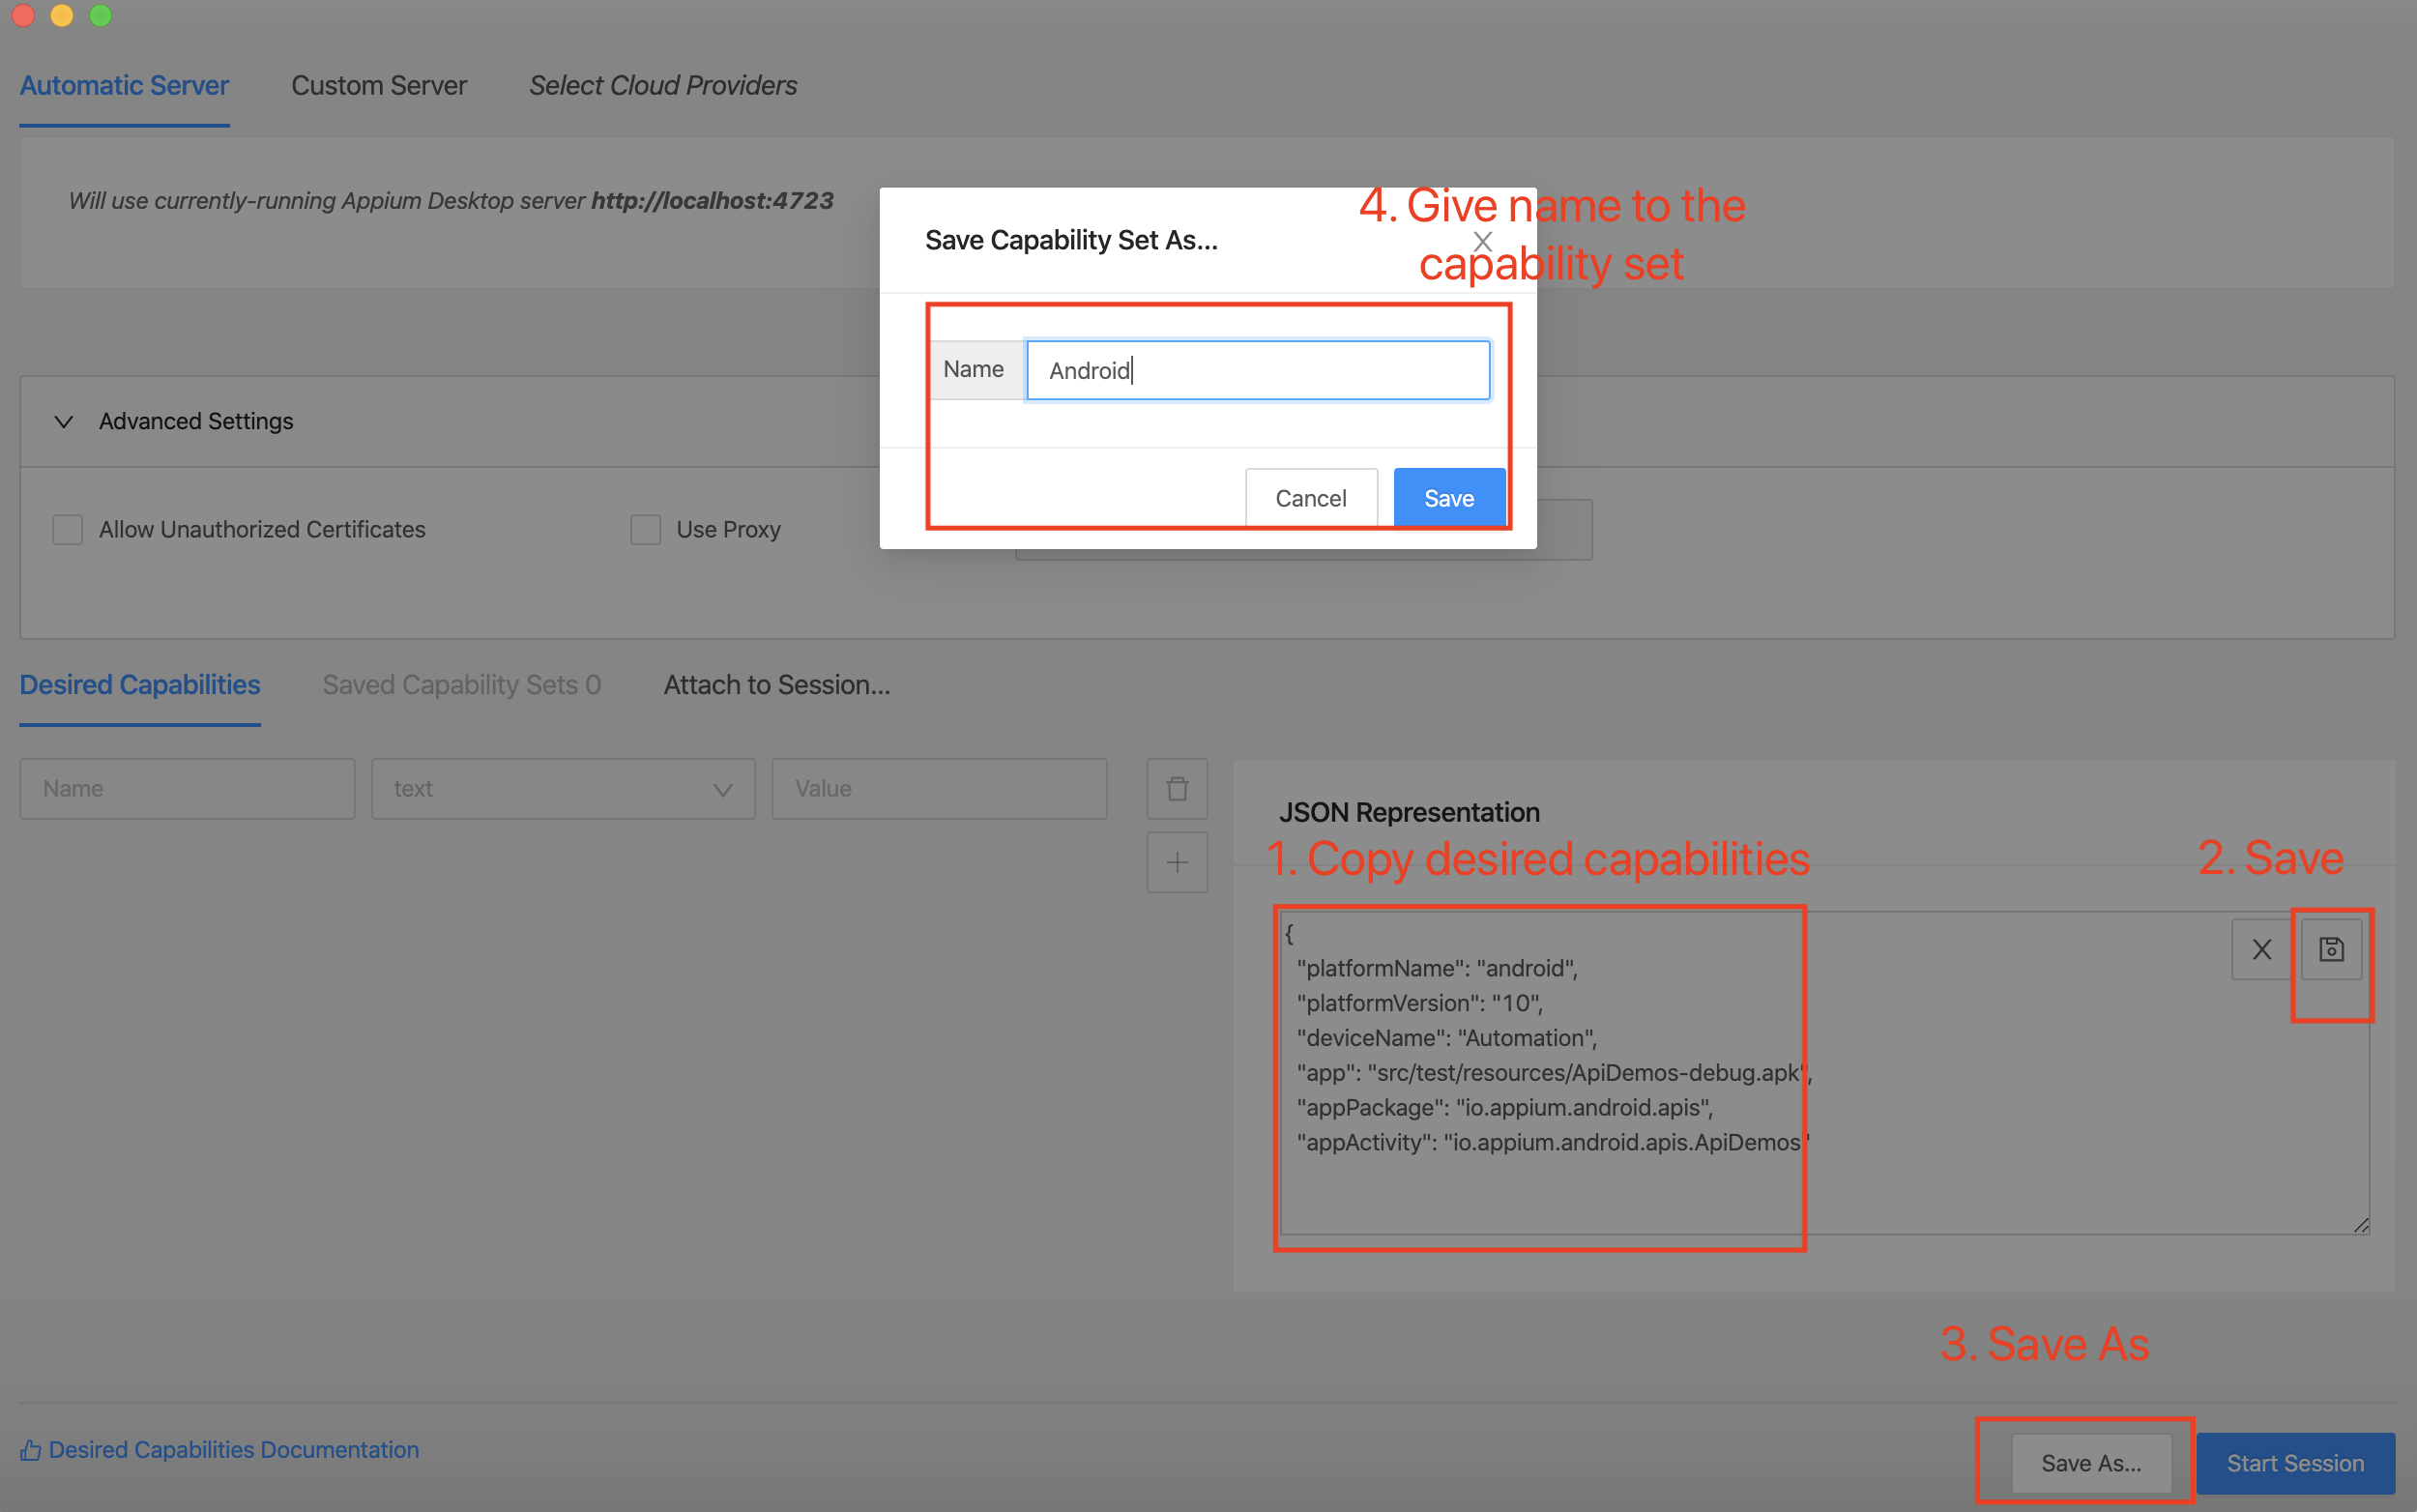 Automatic Server
Custom Server
Select Cloud Providers
Will use currently-running Appium Desktop server http://localhost:4723
4. Give name to the
capability set
Save Capability Set As...
Name
Android
Cancel
Save
Advanced Settings
Allow Unauthorized Certificates
Use Proxy
Desired Capabilities
Saved Capability Sets 0
Attach to Session...
Name
text
Value
JSON Representation
1. Copy desired capabilities
2. Save
{
"platformName": "android",
"platformVersion": "10",
"deviceName": "Automation",
"app": "src/test/resources/ApiDemos-debug.apk",
"appPackage": "io.appium.android.apis",
"appActivity": "io.appium.android.apis.ApiDemos"
3. Save As
Desired Capabilities Documentation
Save As...
Start Session